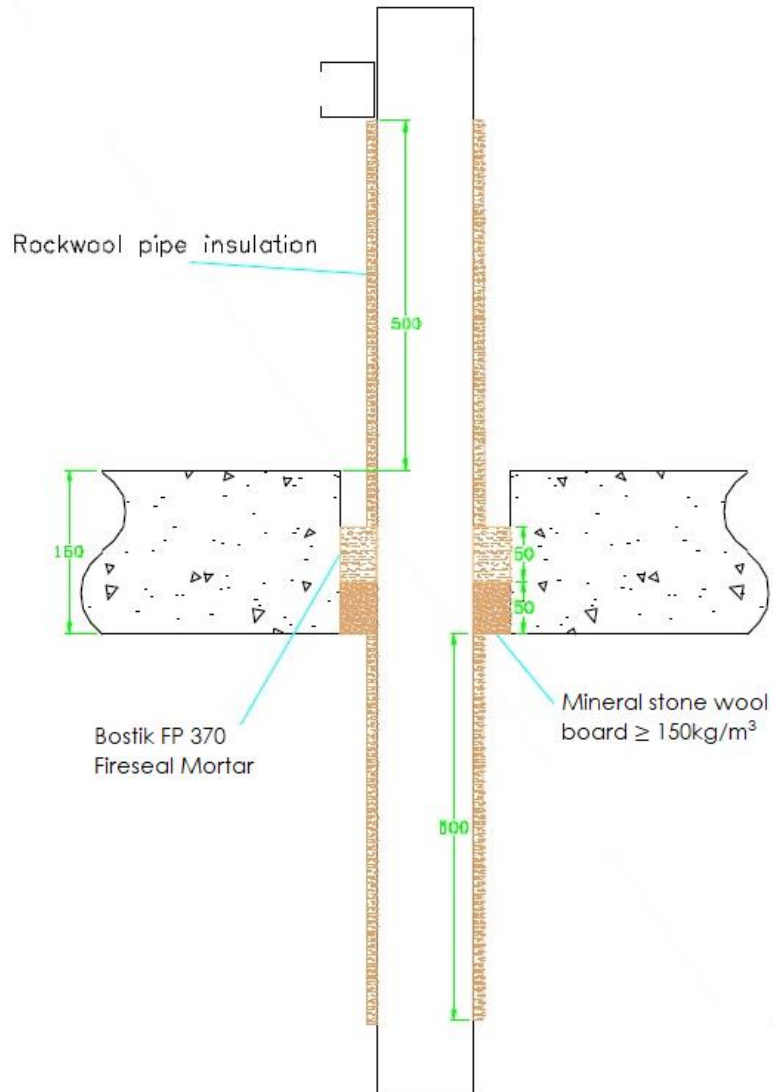 500
Rockwool pipe insulation
150
50
50
Mineral stone wool
board ≥ 150kg/m³
Bostik FP 370
Fireseal Mortar
500